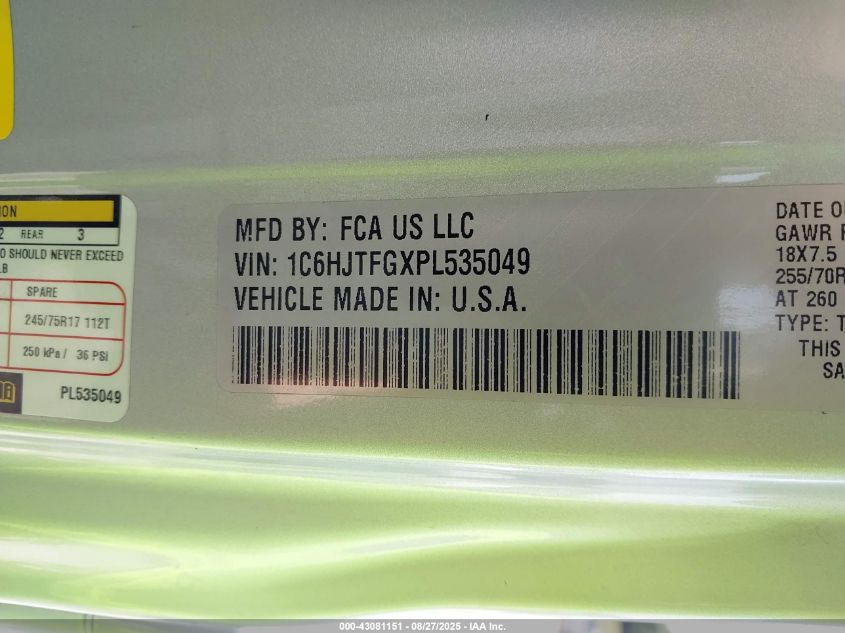 ION
2 REAR 3
O SHOULD NEVER EXCEED
LB
SPARE
245/75R17 112T
250 kPa / 36 PSI
PL535049
MFD BY: FCA US LLC
VIN: 1C6HJTFGXPL535049
VEHICLE MADE IN: U.S.A.
DATE O
GAWR
18X7.5
255/70R
AT 260
TYPE: T
THIS
SA
000-43081151 - 08/27/2025 - IAA Inc.